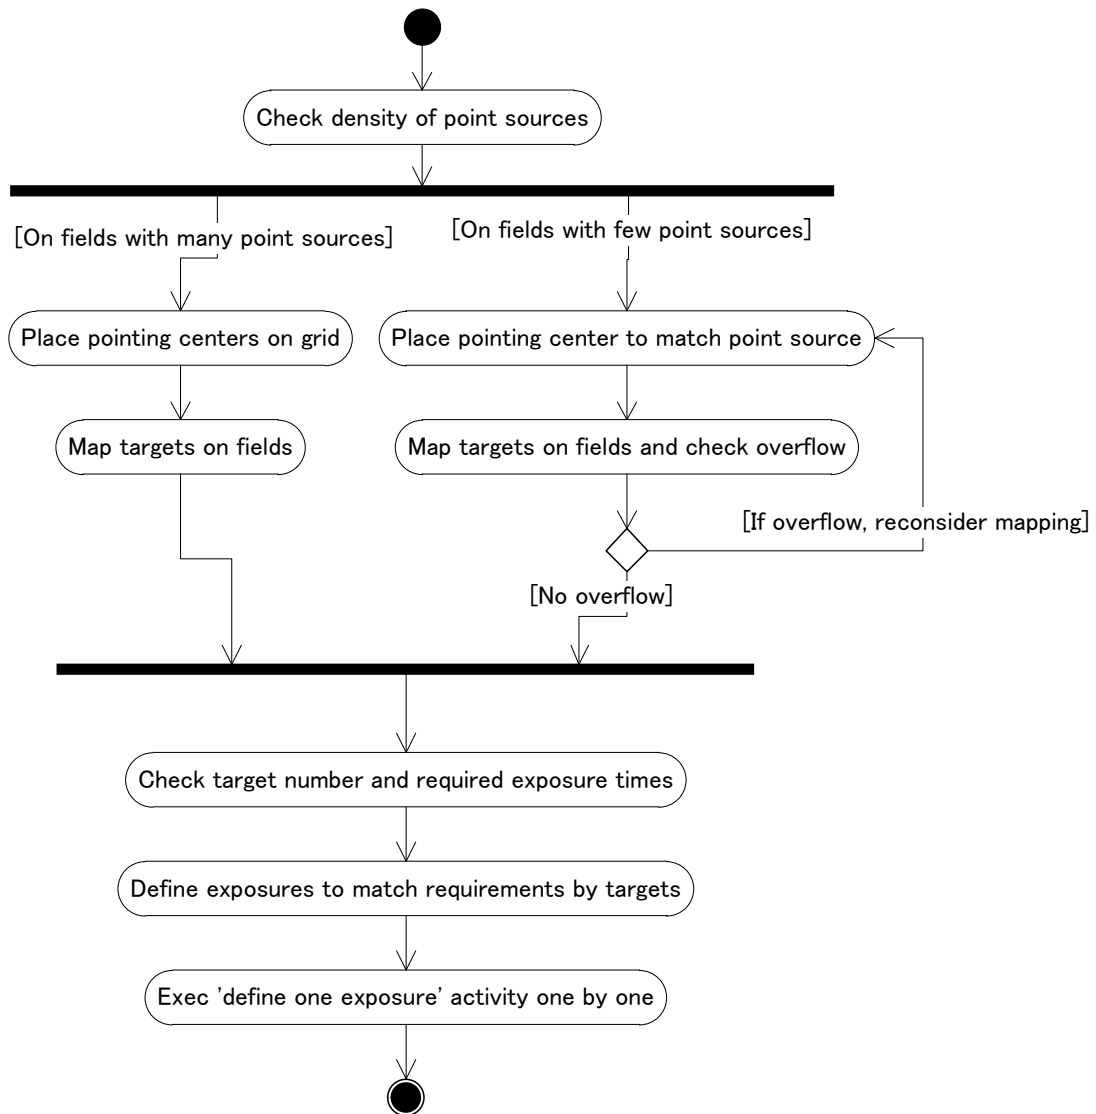 Check density of point sources
[On fields with many point sources]
[On fields with few point sources]
Place pointing centers on grid
Place pointing center to match point source
Map targets on fields
Map targets on fields and check overflow
[If overflow, reconsider mapping]
[No overflow]
Check target number and required exposure times
Define exposures to match requirements by targets
Exec 'define one exposure' activity one by one